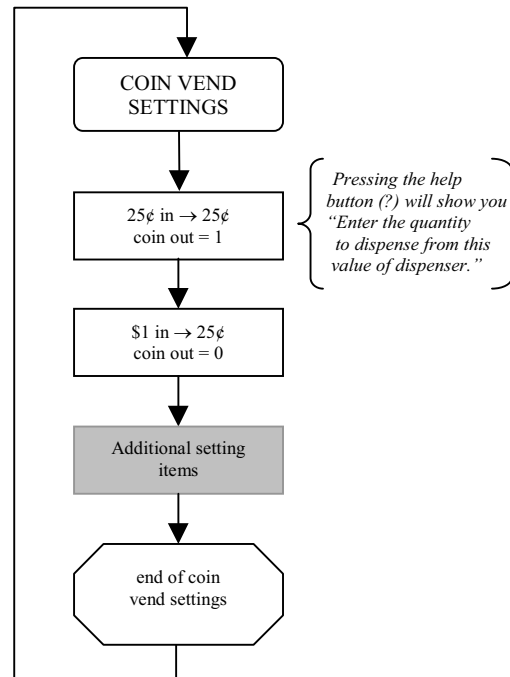 COIN VEND
SETTINGS
25¢ in → 25¢
coin out = 1
Pressing the help
button (?) will show you
“Enter the quantity
to dispense from this
value of dispenser.”
$1 in → 25¢
coin out = 0
Additional setting
items
end of coin
vend settings